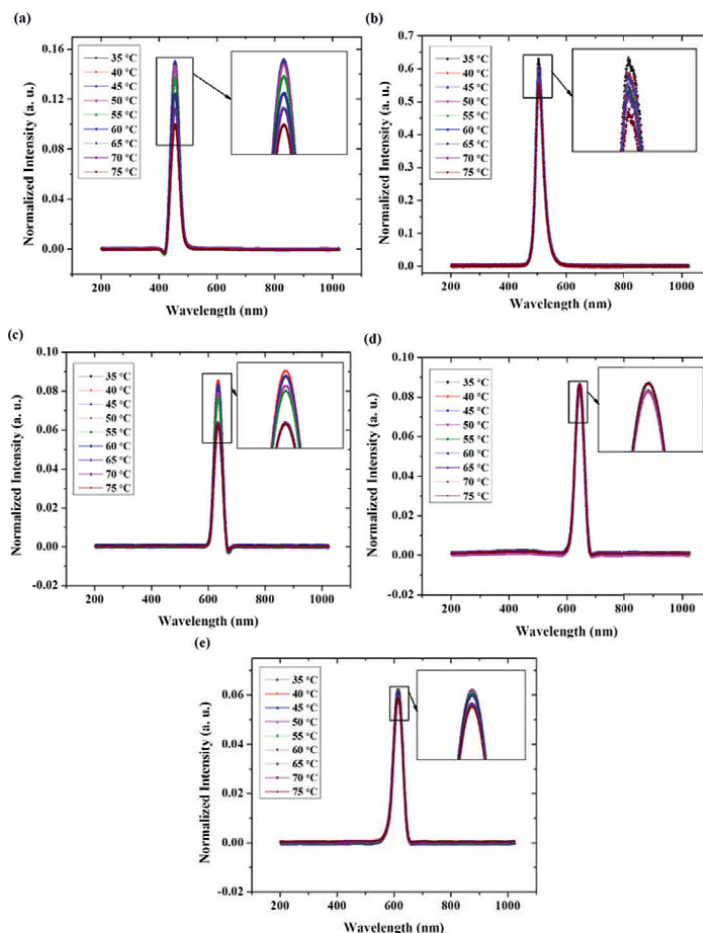 (a)
0.16
0.12
0.08
0.04
0.00
Normalized Intensity (a. u.)
35 °C
40 °C
45 °C
50 °C
55 °C
60 °C
65 °C
70 °C
75 °C
200 400 600 800 1000
Wavelength (nm)
(b)
0.7
0.6
0.5
0.4
0.3
0.2
0.1
0.0
Normalized Intensity (a. u.)
35 °C
40 °C
45 °C
50 °C
55 °C
60 °C
65 °C
70 °C
75 °C
200 400 600 800 1000
Wavelength (nm)
(c)
0.10
0.08
0.06
0.04
0.02
0.00
-0.02
Normalized Intensity (a. u.)
35 °C
40 °C
45 °C
50 °C
55 °C
60 °C
65 °C
70 °C
75 °C
200 400 600 800 1000
Wavelength (nm)
(d)
0.10
0.08
0.06
0.04
0.02
0.00
-0.02
Normalized Intensity (a. u.)
35 °C
40 °C
45 °C
50 °C
55 °C
60 °C
65 °C
70 °C
75 °C
200 400 600 800 1000
Wavelength (nm)
(e)
0.06
0.04
0.02
0.00
-0.02
Normalized Intensity (a. u.)
35 °C
40 °C
45 °C
50 °C
55 °C
60 °C
65 °C
70 °C
75 °C
200 400 600 800 1000
Wavelength (nm)